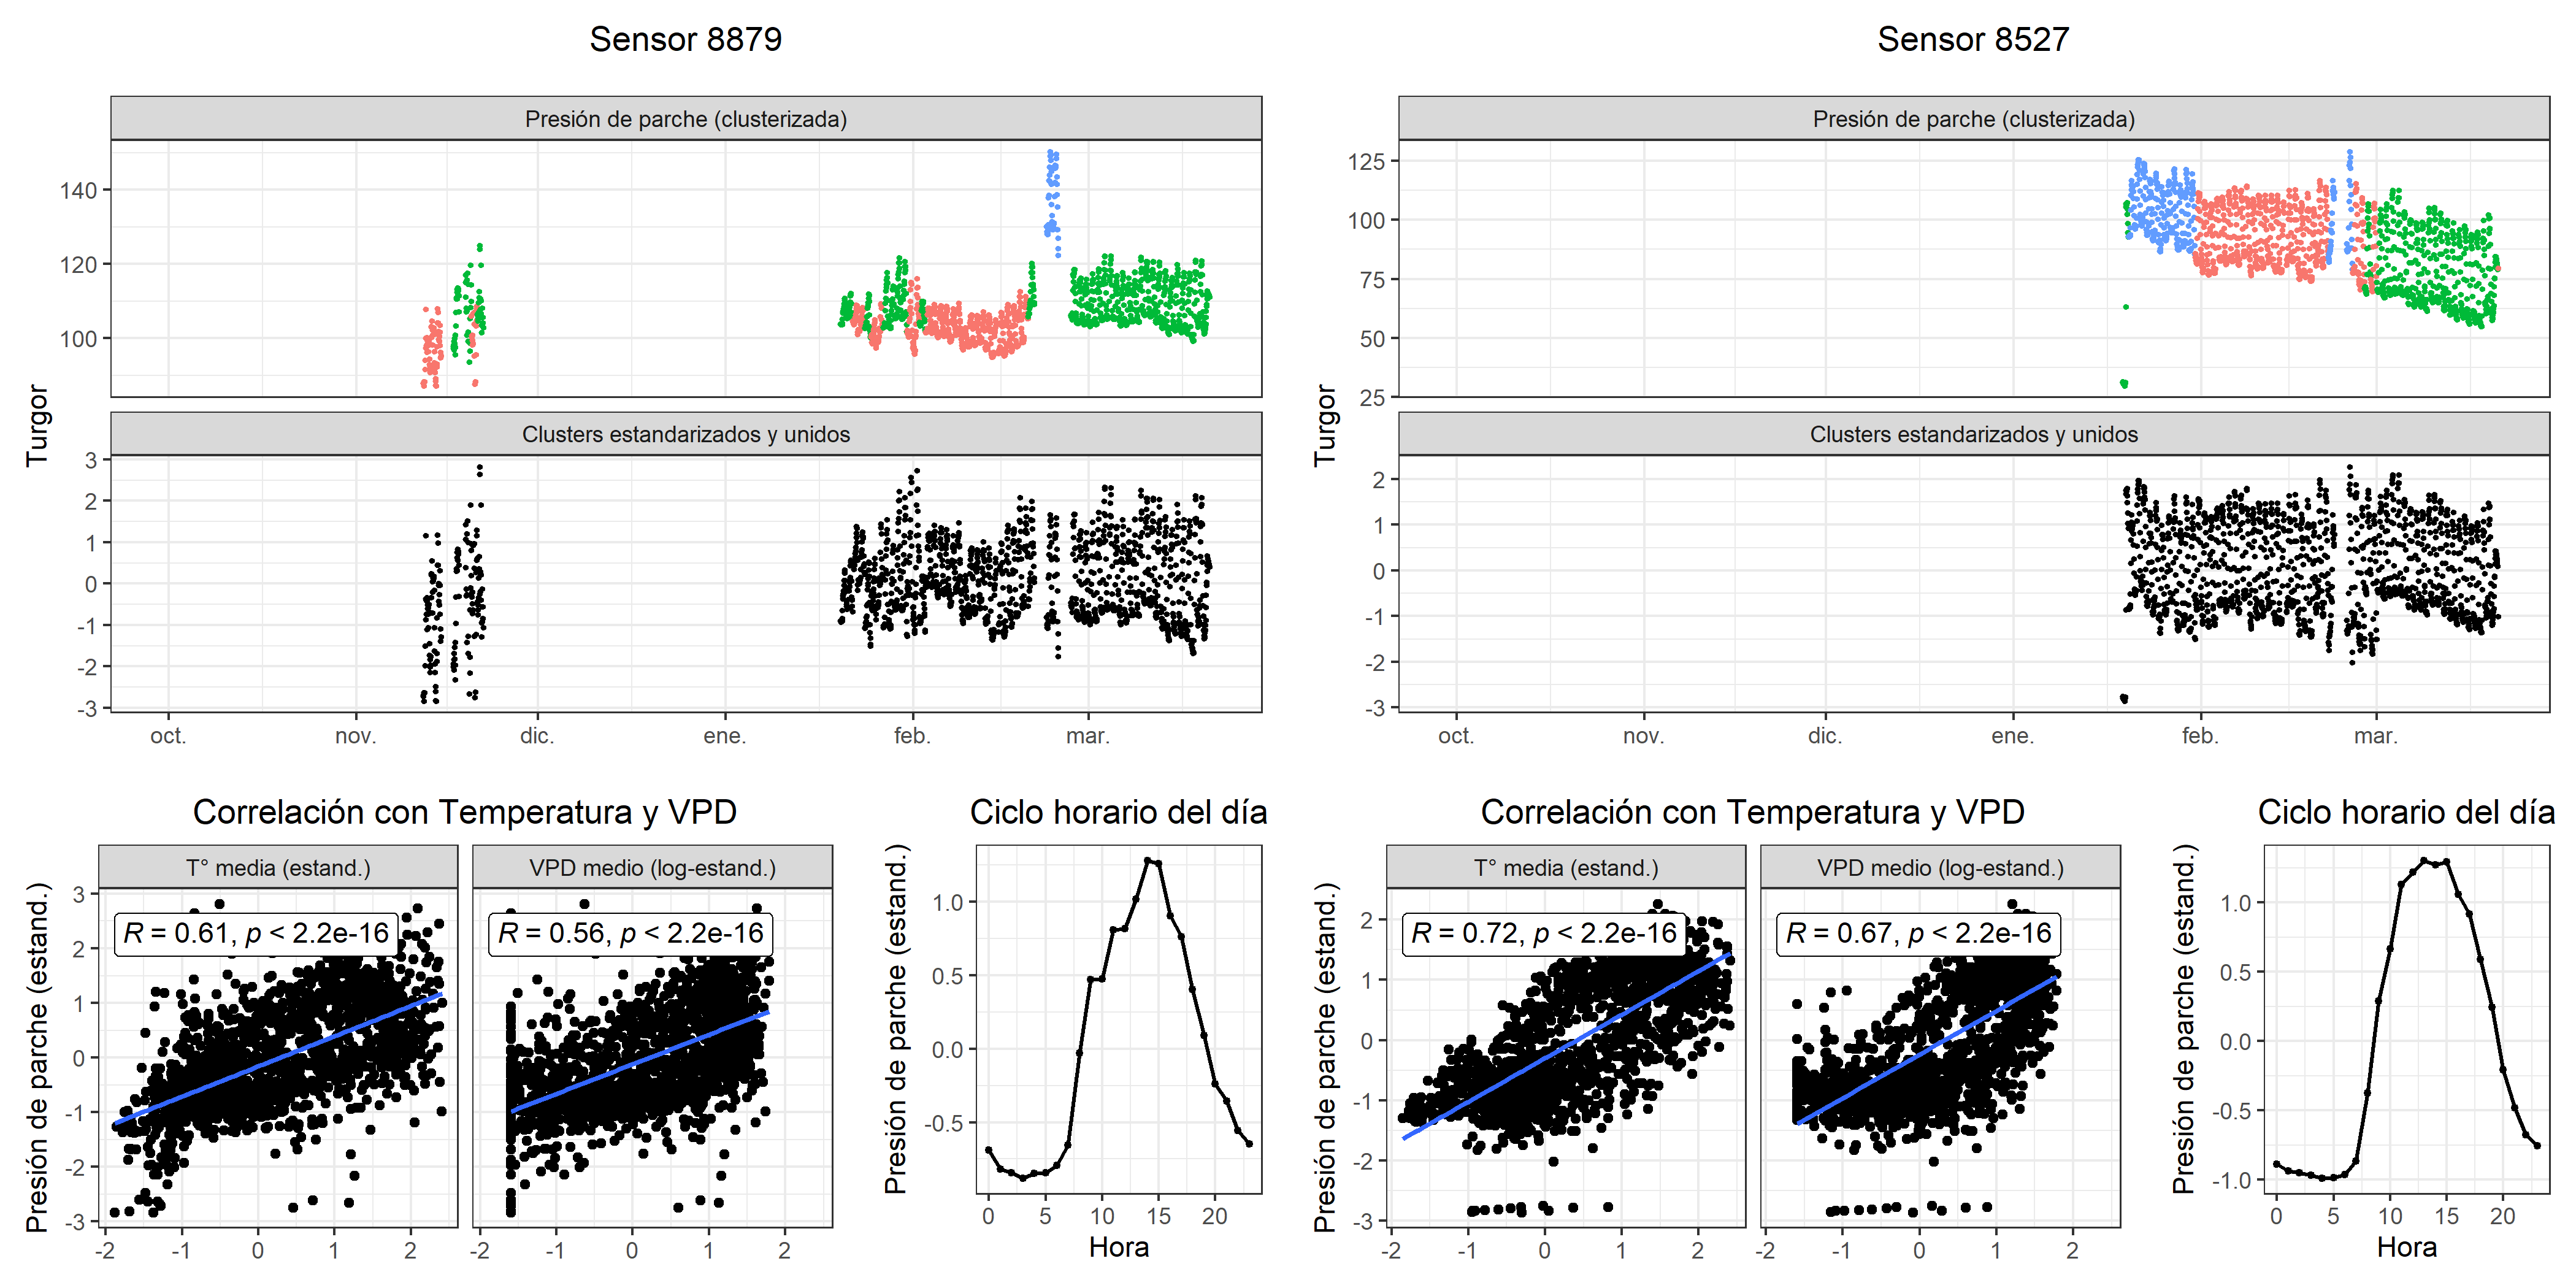 Sensor 8879
Presión de parche (clusterizada)
140
120
100
Turgor
Clusters estandarizados y unidos
3
2
1
0
-1
-2
-3
oct. nov. dic. ene. feb. mar.
Correlación con Temperatura y VPD
T° media (estand.) VPD medio (log-estand.)
R = 0.61, p < 2.2e-16 R = 0.56, p < 2.2e-16
Presión de parche (estand.)
3
2
1
0
-1
-2
-3
-2 -1 0 1 2 -2 -1 0 1 2
Ciclo horario del día
Presión de parche (estand.)
1.0
0.5
0.0
-0.5
0 5 10 15 20
Hora
Sensor 8527
Presión de parche (clusterizada)
125
100
75
50
25
Turgor
Clusters estandarizados y unidos
2
1
0
-1
-2
-3
oct. nov. dic. ene. feb. mar.
Correlación con Temperatura y VPD
T° media (estand.) VPD medio (log-estand.)
R = 0.72, p < 2.2e-16 R = 0.67, p < 2.2e-16
Presión de parche (estand.)
2
1
0
-1
-2
-3
-2 -1 0 1 2 -2 -1 0 1 2
Ciclo horario del día
Presión de parche (estand.)
1.0
0.5
0.0
-0.5
-1.0
0 5 10 15 20
Hora